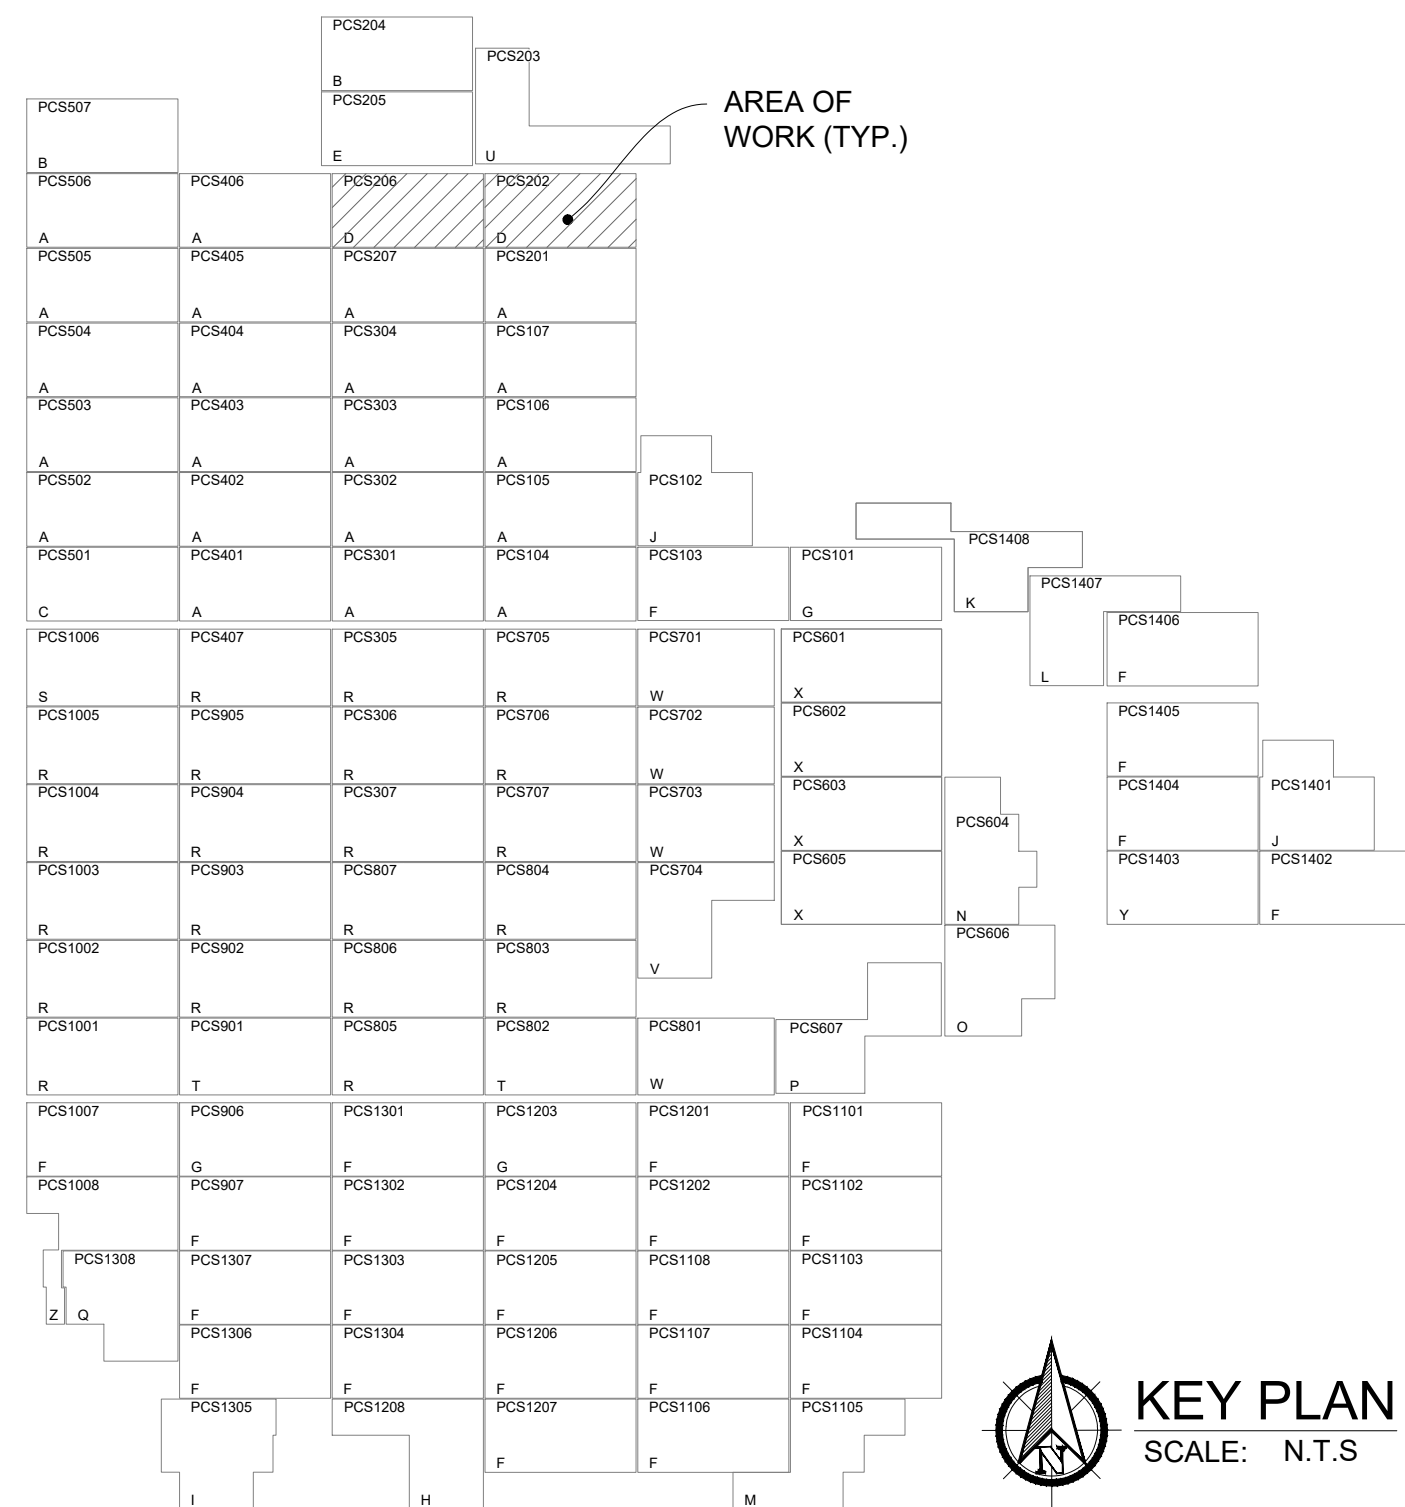 PCS204
PCS203
B
AREA OF
WORK (TYP.)
PCS507
PCS205
B
E
U
PCS506 PCS406 PCS206 PCS202
A A D D
PCS505 PCS405 PCS207 PCS201
A A A A
PCS504 PCS404 PCS304 PCS107
A A A A
PCS503 PCS403 PCS303 PCS106
A A A A
PCS502 PCS402 PCS302 PCS105 PCS102
A A A A J
PCS1408
PCS501 PCS401 PCS301 PCS104 PCS103 PCS101
PCS1407
C A A A F G K
PCS1406
PCS1006 PCS407 PCS305 PCS705 PCS701 PCS601
L F
S R R R W X
PCS1005 PCS905 PCS306 PCS706 PCS702 PCS602 PCS1405
R R R R W X F
PCS1004 PCS904 PCS307 PCS707 PCS703 PCS603 PCS1404 PCS1401
PCS604
R R R R W X F J
PCS1003 PCS903 PCS807 PCS804 PCS704 PCS605 PCS1403 PCS1402
R R R R X N Y F
PCS606
PCS1002 PCS902 PCS806 PCS803
V
R R R R
PCS1001 PCS901 PCS805 PCS802 PCS801 PCS607 O
R T R T W P
PCS1007 PCS906 PCS1301 PCS1203 PCS1201 PCS1101
F G F G F F
PCS1008 PCS907 PCS1302 PCS1204 PCS1202 PCS1102
F F F F F
PCS1308 PCS1307 PCS1303 PCS1205 PCS1108 PCS1103
Z Q F F F F F
PCS1306 PCS1304 PCS1206 PCS1107 PCS1104
F F F F F
PCS1305 PCS1208 PCS1207 PCS1106 PCS1105
F F
I H M
N
KEY PLAN
SCALE: N.T.S